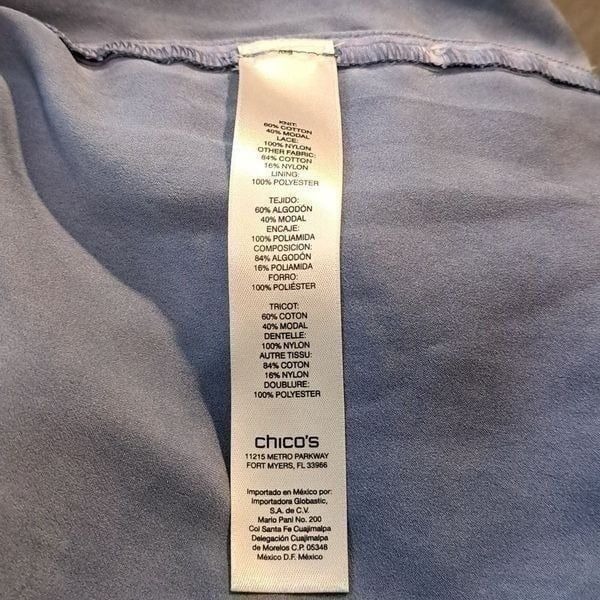 KNIT:
60% COTTON
40% MODAL
LACE:
100% NYLON
OTHER FABRIC:
84% COTTON
16% NYLON
LINING:
100% POLYESTER
TEJIDO:
60% ALGODÓN
40% MODAL
ENCAJE:
100% POLIAMIDA
COMPOSICION:
84% ALGODÓN
16% POLIAMIDA
FORRO:
100% POLIÉSTER
TRICOT:
60% COTON
40% MODAL
DENTELLE:
100% NYLON
AUTRE TISSU:
84% COTON
16% NYLON
DOUBLURE:
100% POLYESTER
chico's
11215 METRO PARKWAY
FORT MYERS, FL 33966
Importado en México por:
Importadora Globastic,
S.A. de C.V.
Mario Pani No. 200
Col Santa Fe Cuajimalpa
Delegación Cuajimalpa
de Morelos C.P. 05348
México D.F. México